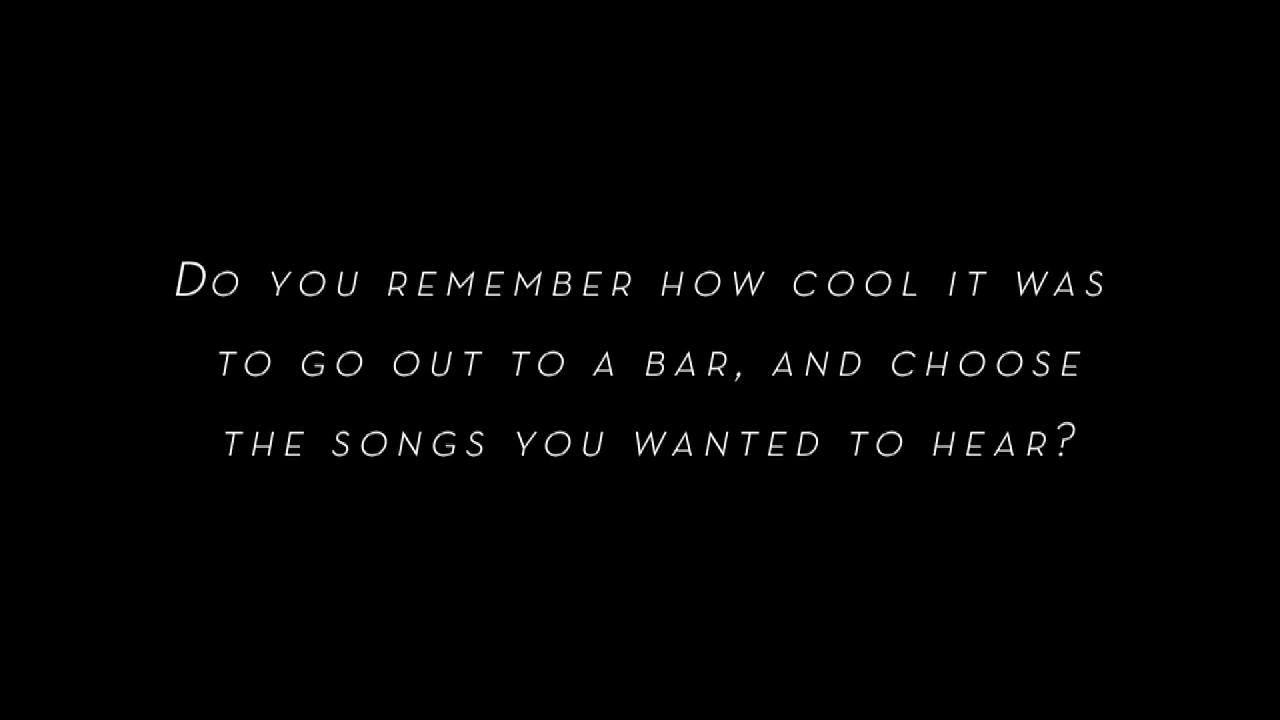 Do you remember how cool it was
to go out to a bar, and choose
the songs you wanted to hear?